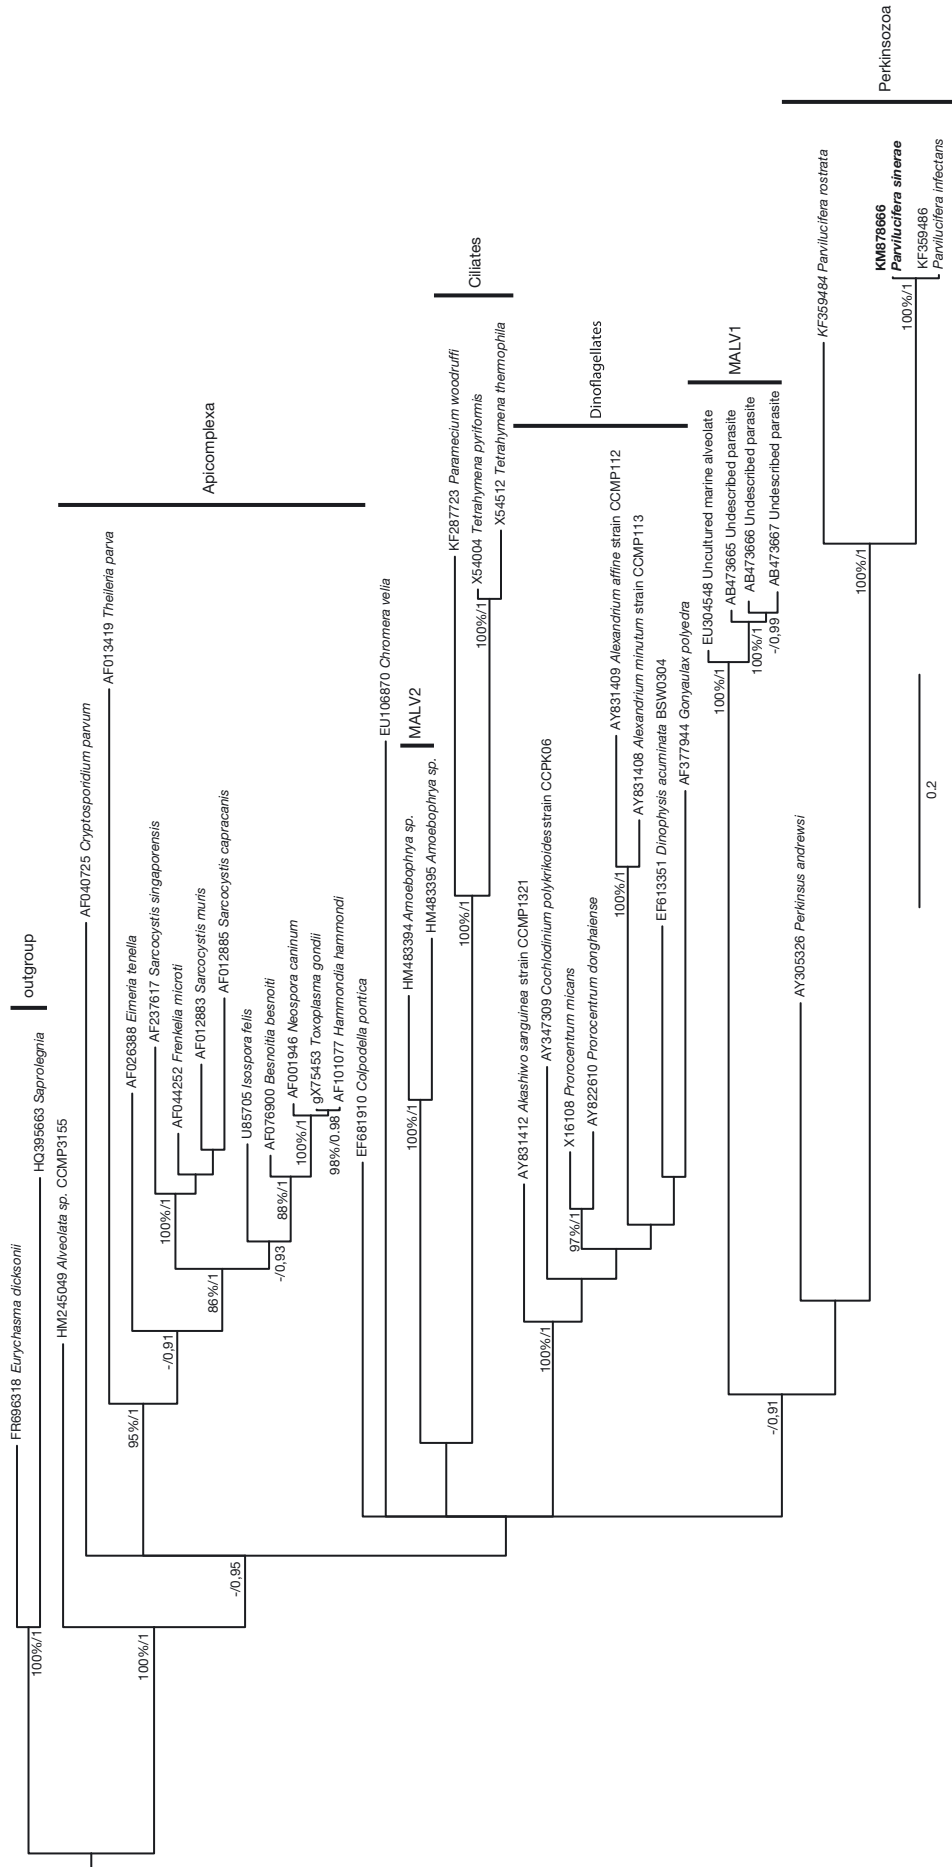 FR696318 Eurychasma dicksonii
HQ395663 Saprolegnia
outgroup
100%/1
HM245049 Alveolata sp. CCMP3155
100%/1
AF040725 Cryptosporidium parvum
AF013419 Theileria parva
Apicomplexa
95%/1
AF026388 Eimeria tenella
-/0,91
AF237617 Sarcocystis singaporensis
100%/1
AF044252 Frenkelia microti
AF012883 Sarcocystis muris
AF012885 Sarcocystis capracanis
86%/1
-/0,95
U85705 Isospora felis
AF076900 Besnoitia besnoiti
-/0,93
88%/1
AF001946 Neospora caninum
100%/1
gX75453 Toxoplasma gondii
98%/0.98
AF101077 Hammondia hammondi
EF681910 Colpodella pontica
EU106870 Chromera velia
HM483394 Amoebophrya sp.
MALV2
100%/1
HM483395 Amoebophrya sp.
KF287723 Paramecium woodruffi
Ciliates
100%/1
X54004 Tetrahymena pyriformis
100%/1
X54512 Tetrahymena thermophila
AY831412 Akashiwo sanguinea strain CCMP1321
100%/1
AY347309 Cochlodinium polykrikoides strain CCPK06
X16108 Prorocentrum micans
97%/1
AY822610 Prorocentrum donghaiense
Dinoflagellates
AY831409 Alexandrium affine strain CCMP112
100%/1
AY831408 Alexandrium minutum strain CCMP113
EF613351 Dinophysis acuminata BSW0304
AF377944 Gonyaulax polyedra
EU304548 Uncultured marine alveolate
100%/1
MALV1
AB473665 Undescribed parasite
AB473666 Undescribed parasite
100%/1
-/0,99
AB473667 Undescribed parasite
-/0,91
AY305326 Perkinsus andrewsi
KF359484 Parvilucifera rostrata
Perkinsozoa
100%/1
KM878666
Parvilucifera sinerae
100%/1
KF359486
Parvilucifera infectans
0.2